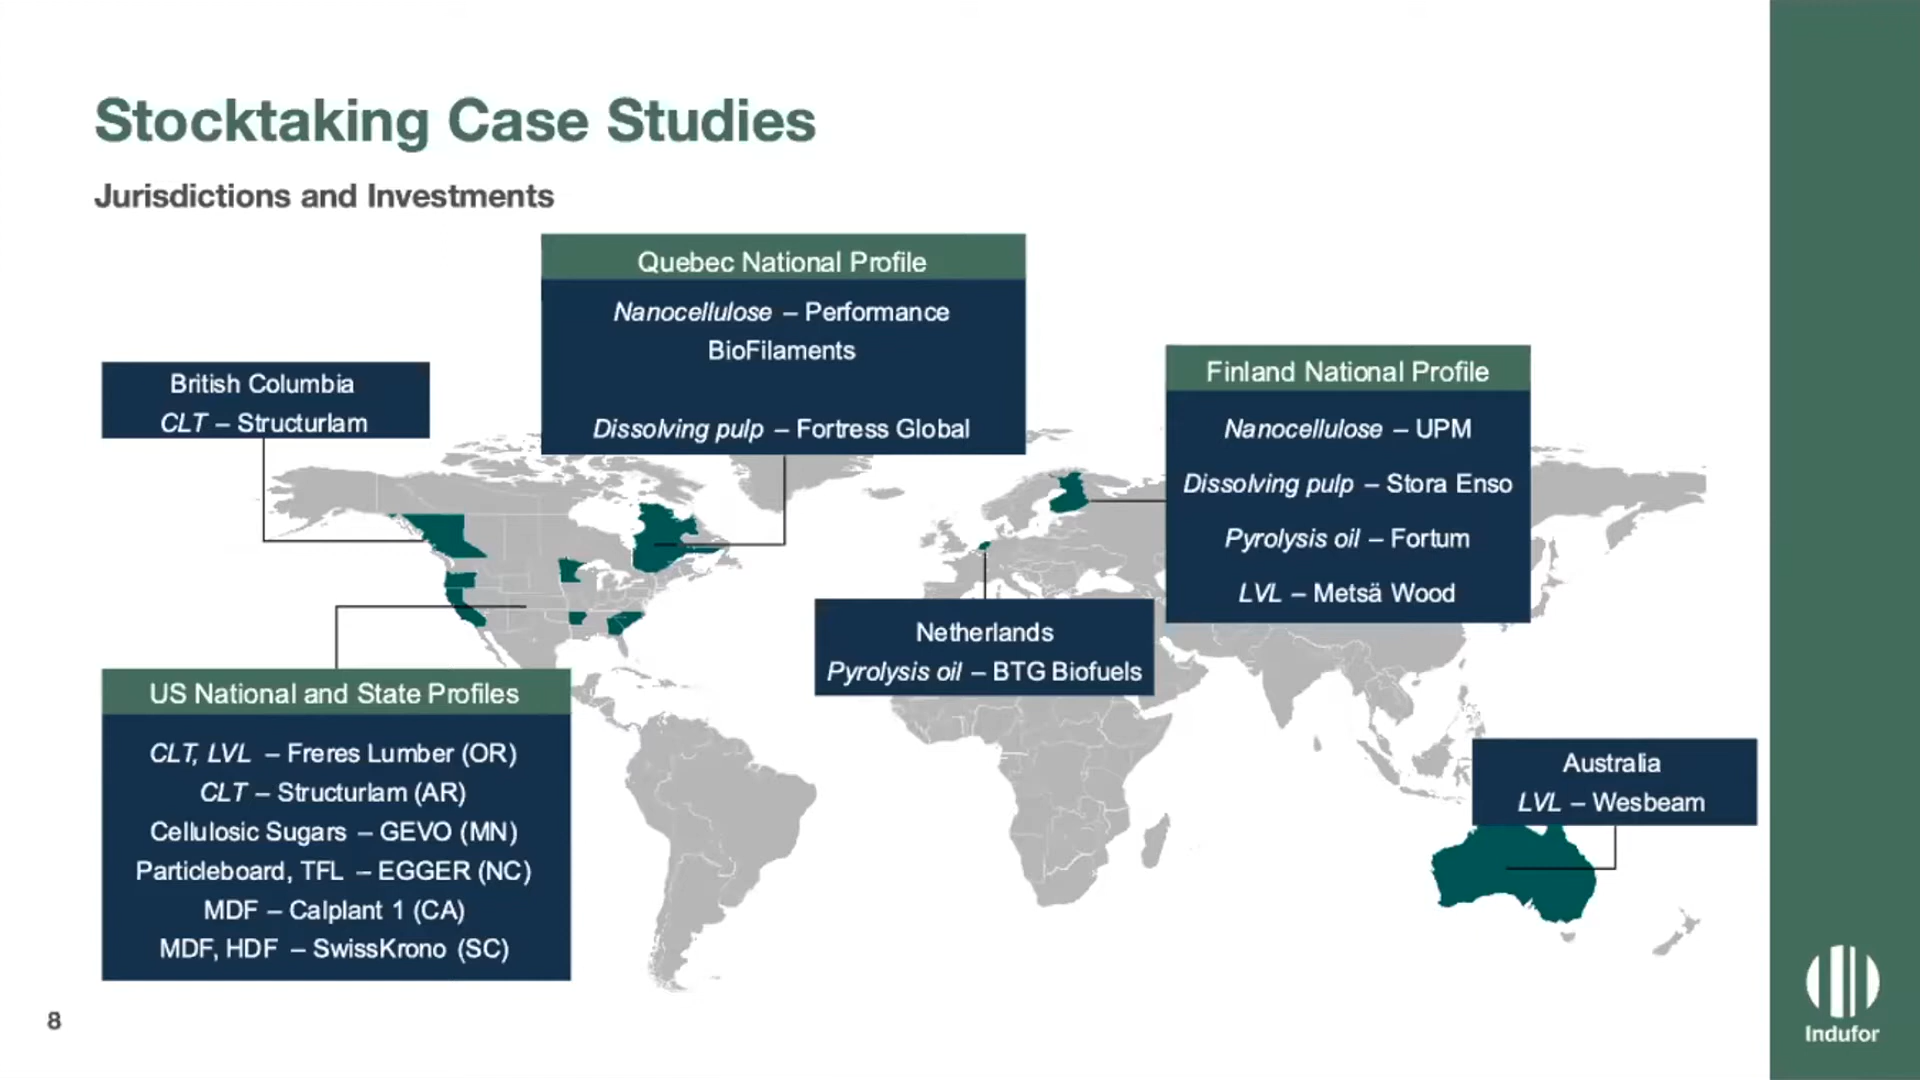 Stocktaking Case Studies
Jurisdictions and Investments
Quebec National Profile
Nanocellulose – Performance
BioFilaments
Dissolving pulp – Fortress Global
British Columbia
CLT – Structurlam
Finland National Profile
Nanocellulose – UPM
Dissolving pulp – Stora Enso
Pyrolysis oil – Fortum
LVL – Metsä Wood
Netherlands
Pyrolysis oil – BTG Biofuels
US National and State Profiles
CLT, LVL – Freres Lumber (OR)
CLT – Structurlam (AR)
Cellulosic Sugars – GEVO (MN)
Particleboard, TFL – EGGER (NC)
MDF – Calplant 1 (CA)
MDF, HDF – SwissKrono (SC)
Australia
LVL – Wesbeam
8
Indufor